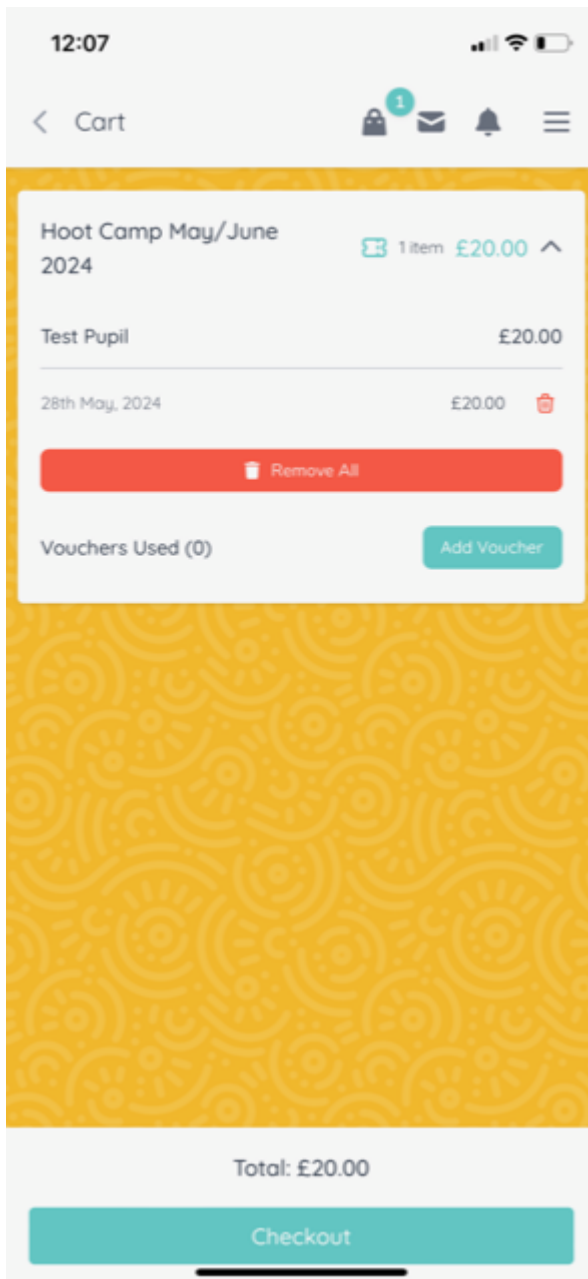 12:07
Cart
1
Hoot Camp May/June
2024
1 item £20.00
Test Pupil £20.00
28th May, 2024 £20.00
Remove All
Vouchers Used (0) Add Voucher
Total: £20.00
Checkout